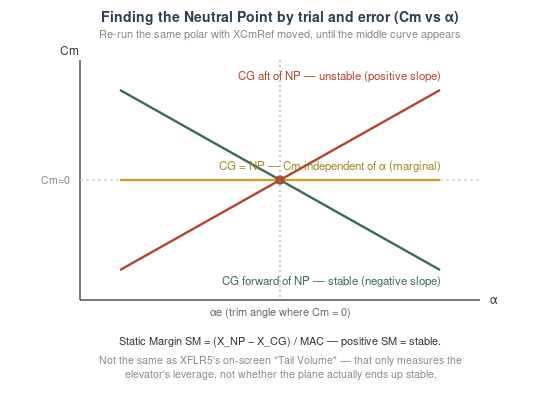 Finding the Neutral Point by trial and error (Cm vs α)
Re-run the same polar with XCmRef moved, until the middle curve appears
Cm
CG aft of NP — unstable (positive slope)
CG = NP — Cm independent of α (marginal)
Cm=0
CG forward of NP — stable (negative slope)
α
αe (trim angle where Cm = 0)
Static Margin SM = (X_NP − X_CG) / MAC — positive SM = stable.
Not the same as XFLR5's on-screen "Tail Volume" — that only measures the
elevator's leverage, not whether the plane actually ends up stable.